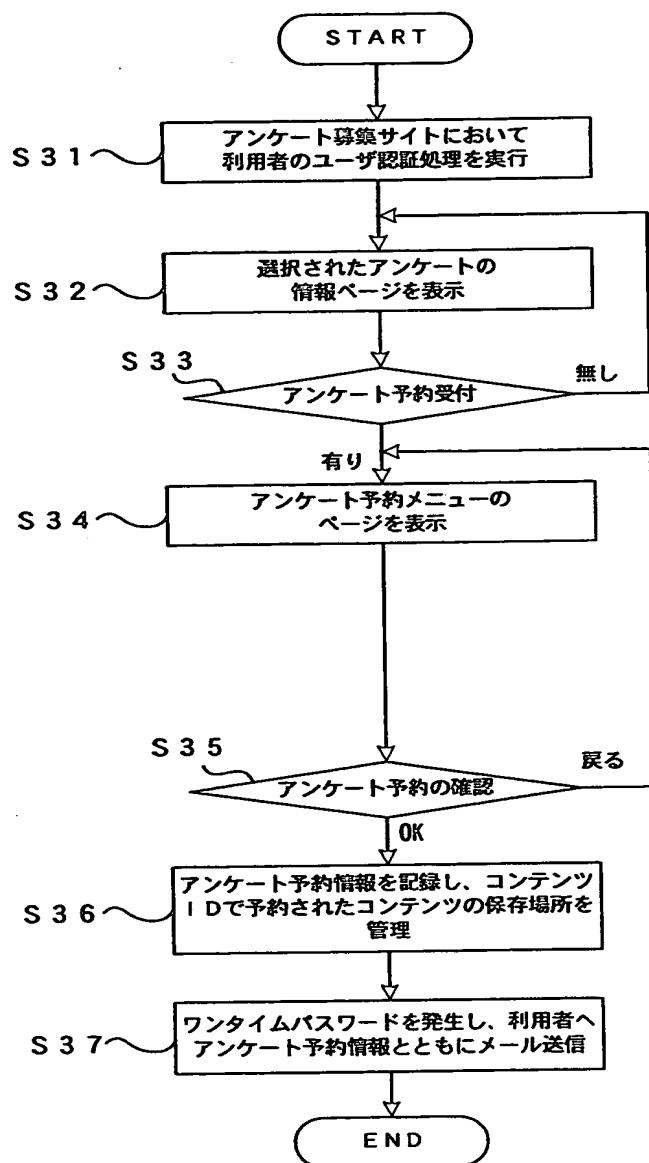 START
S31
アンケート募集サイトにおいて
利用者のユーザ認証処理を実行
S32
選択されたアンケートの
情報ページを表示
S33
アンケート予約受付
無し
有り
S34
アンケート予約メニューの
ページを表示
S35
アンケート予約の確認
戻る
OK
S36
アンケート予約情報を記録し、コンテンツ
IDで予約されたコンテンツの保存場所を
管理
S37
ワンタイムパスワードを発生し、利用者へ
アンケート予約情報とともにメール送信
END